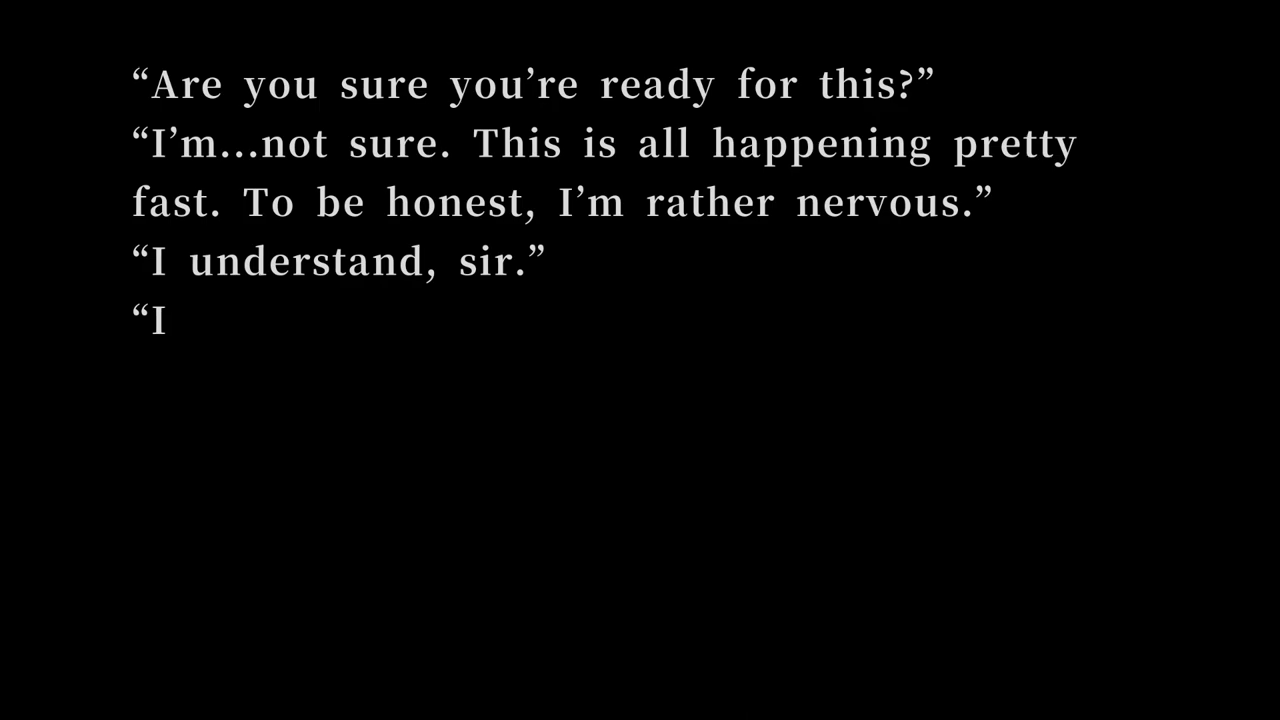 “Are you sure you’re ready for this?”
“I’m...not sure. This is all happening pretty
fast. To be honest, I’m rather nervous.”
“I understand, sir.”
“I